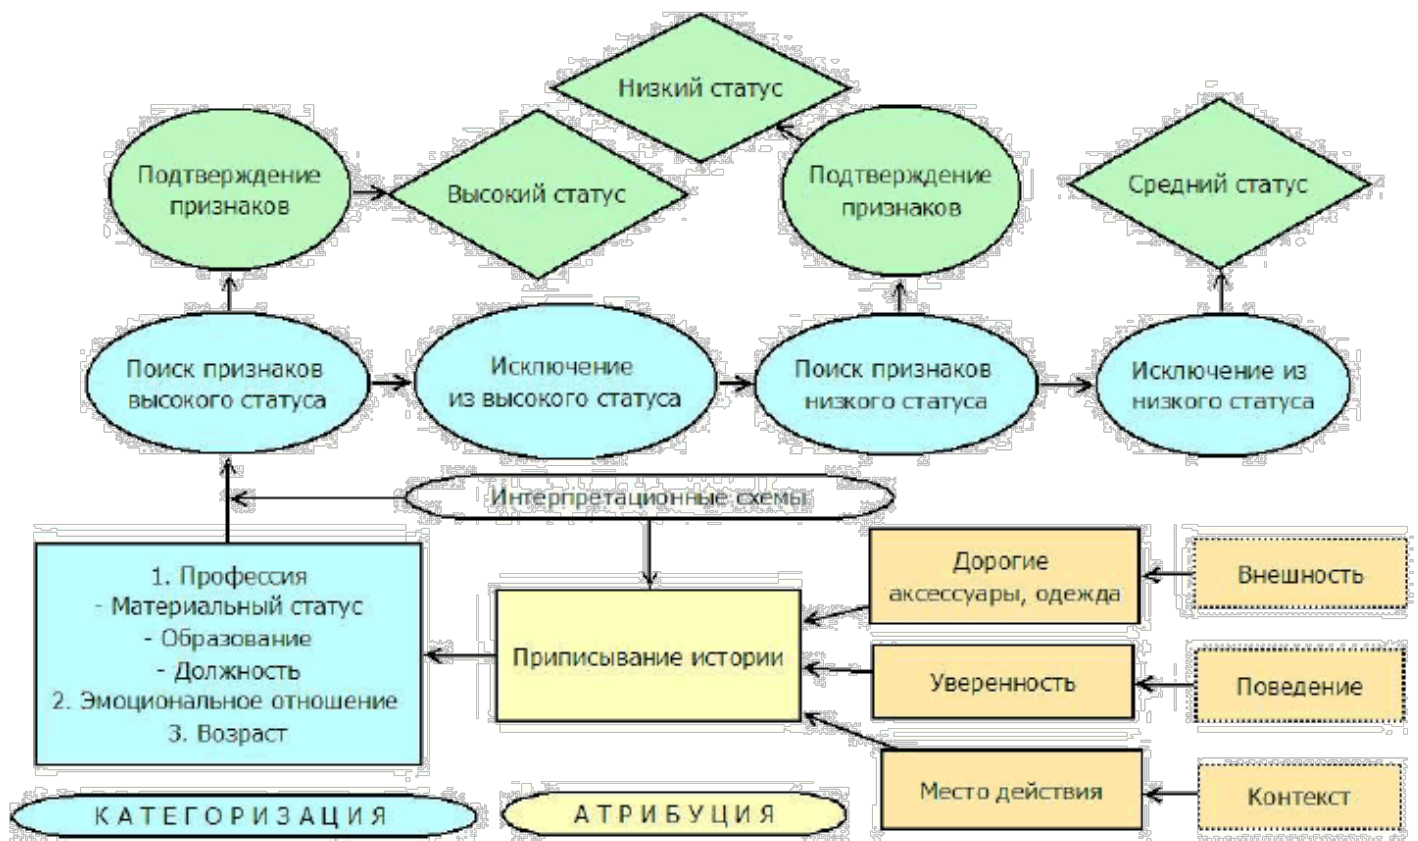 Низкий статус
Подтверждение
признаков
Высокий статус
Подтверждение
признаков
Средний статус
Поиск признаков
высокого статуса
Исключение
из высокого статуса
Поиск признаков
низкого статуса
Исключение из
низкого статуса
Интерпретационные схемы
1. Профессия
- Материальный статус
- Образование
- Должность
2. Эмоциональное отношение
3. Возраст
Приписывание истории
Дорогие
аксессуары, одежда
Внешность
Уверенность
Поведение
Место действия
Контекст
КАТЕГОРИЗАЦИЯ
АТРИБУЦИЯ